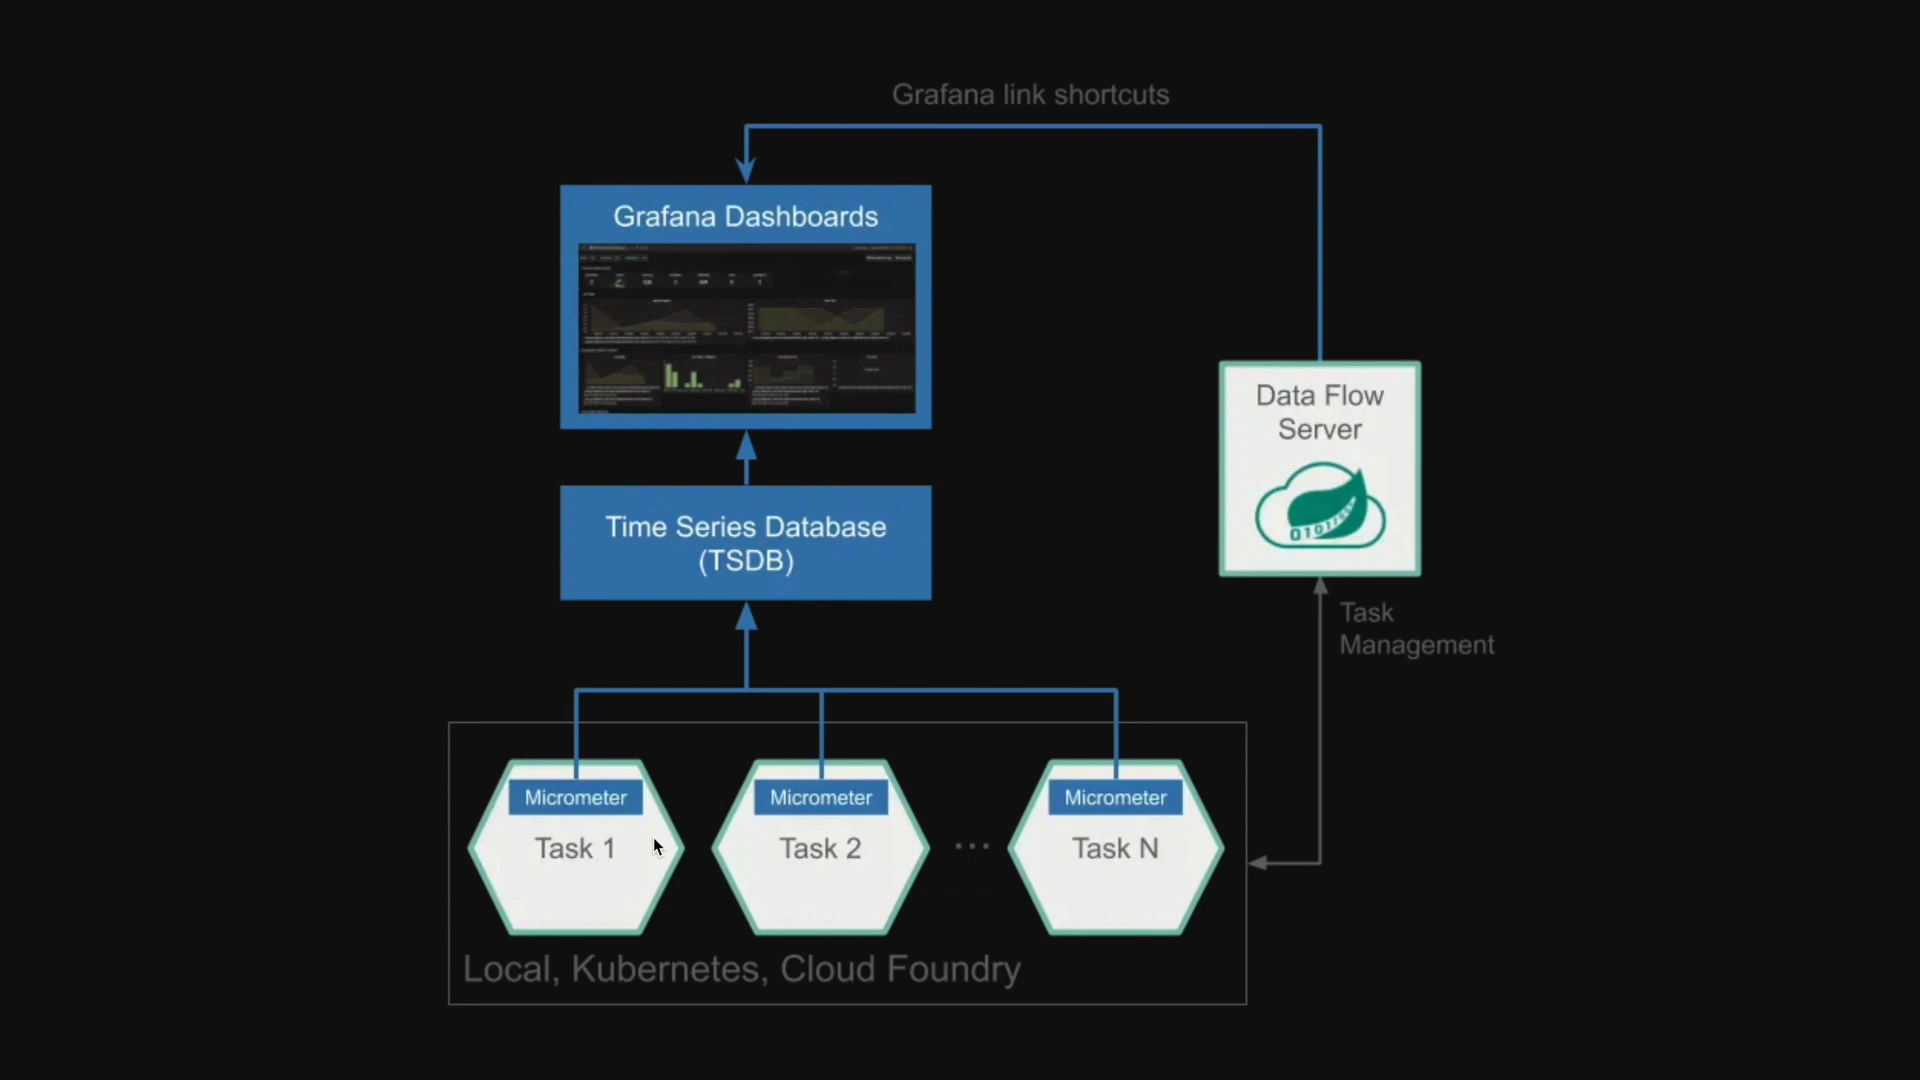 Grafana link shortcuts
Grafana Dashboards
Data Flow
Server
Time Series Database
(TSDB)
Task
Management
Micrometer
Task 1
Micrometer
Task 2
...
Micrometer
Task N
Local, Kubernetes, Cloud Foundry